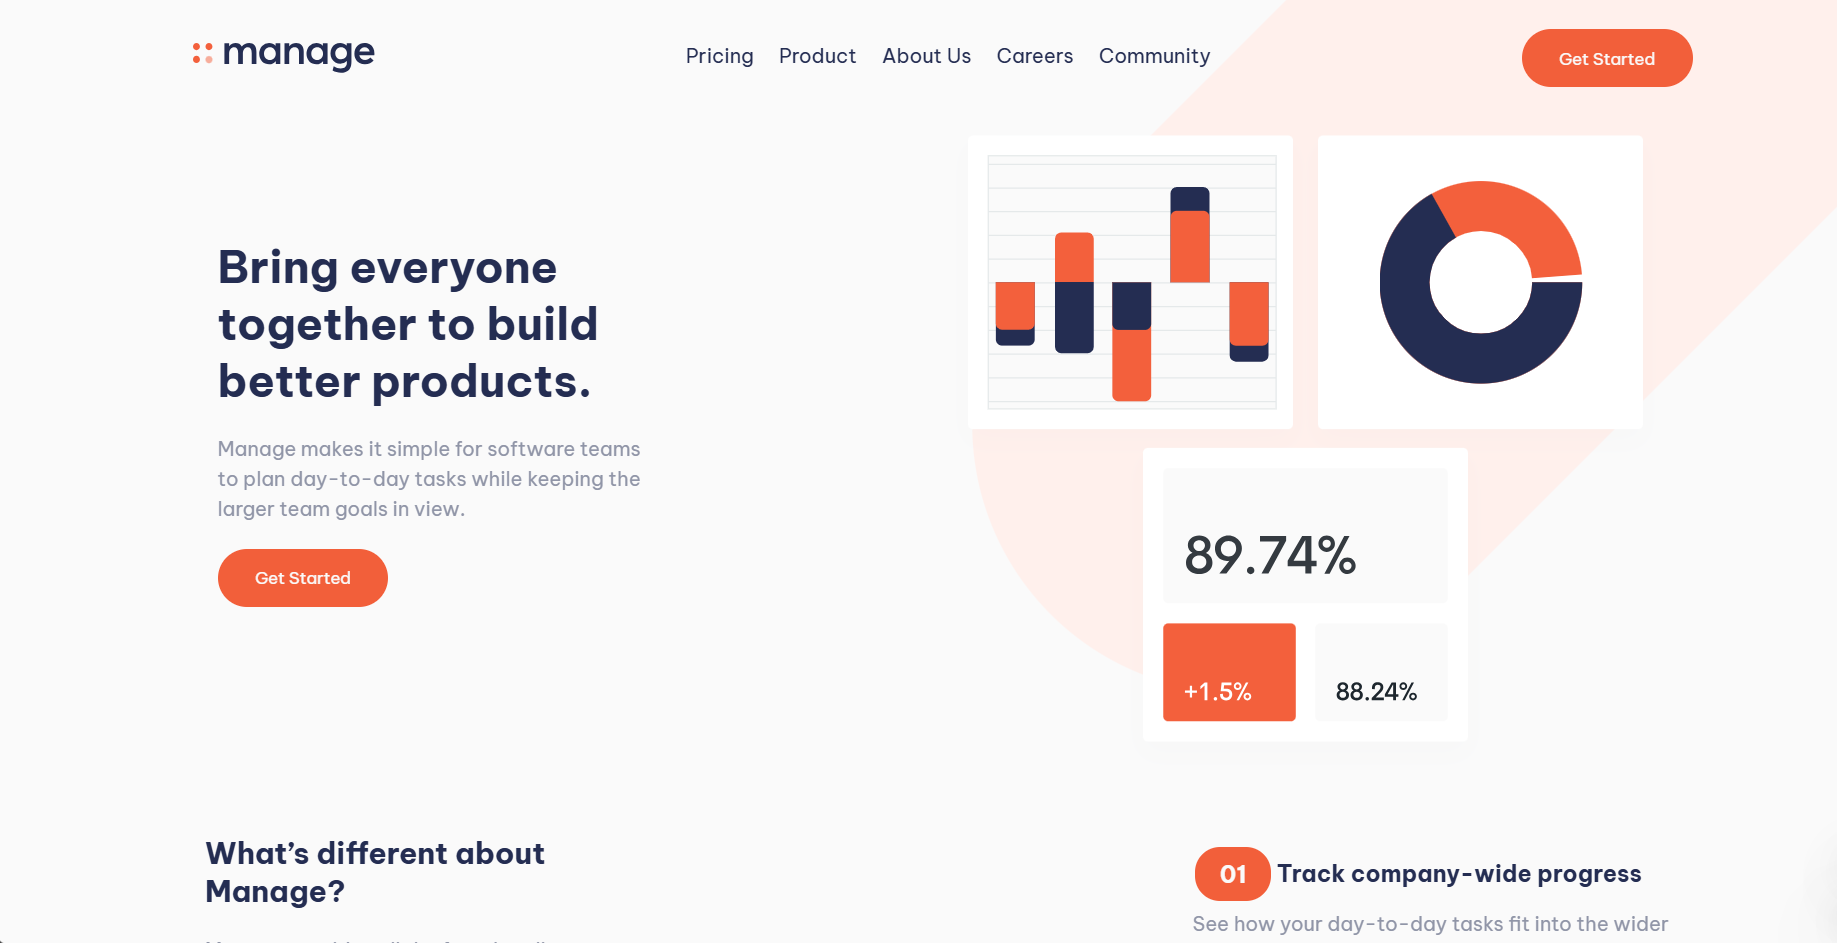 manage
Pricing Product About Us Careers Community
Get Started
Bring everyone
together to build
better products.
Manage makes it simple for software teams
to plan day-to-day tasks while keeping the
larger team goals in view.
Get Started
89.74%
+1.5%
88.24%
What’s different about
Manage?
01 Track company-wide progress
See how your day-to-day tasks fit into the wider